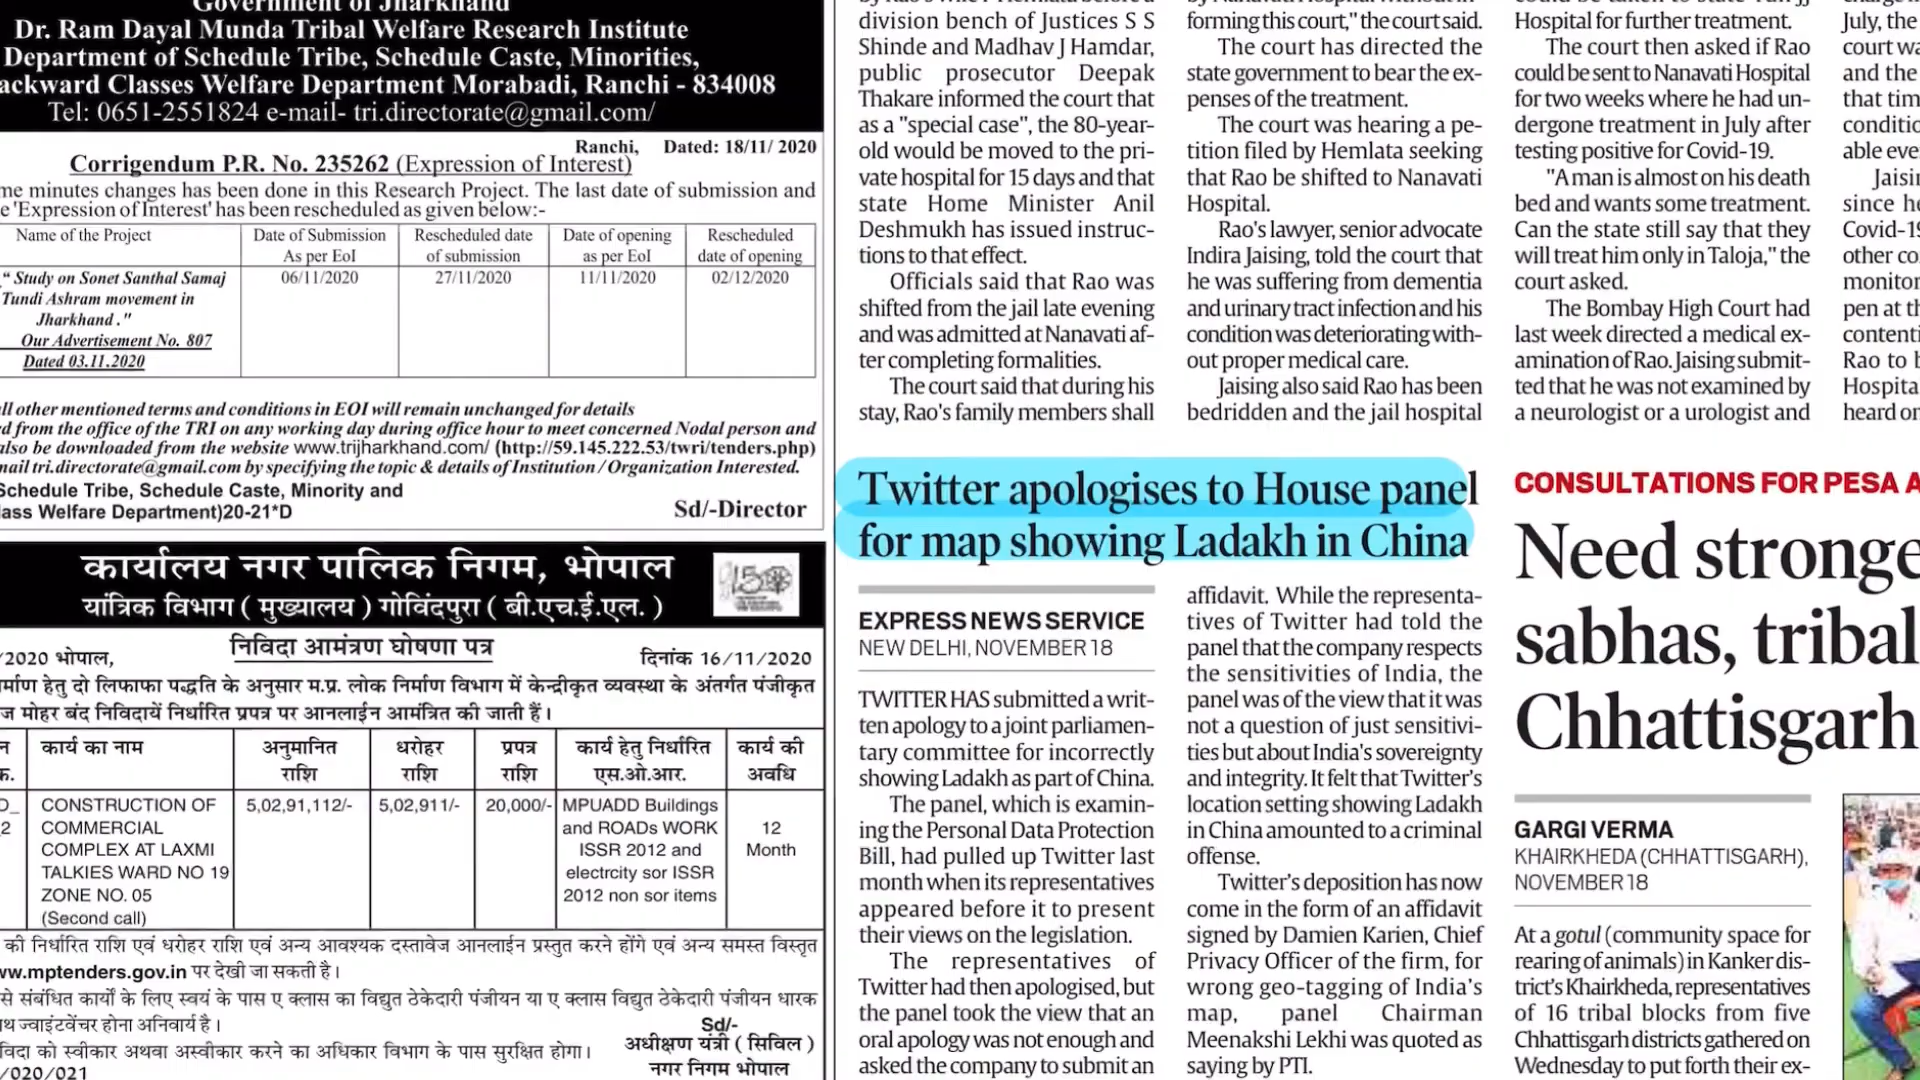 Government of Jharkhand
Dr. Ram Dayal Munda Tribal Welfare Research Institute
Department of Schedule Tribe, Schedule Caste, Minorities,
Welfare Department Morabadi, Ranchi - 834008
Tel: 0651-2551824 e-mail- tri.directorate@gmail.com/
Ranchi, Dated: 18/11/ 2020
Corrigendum P.R. No. 235262 (Expression of Interest)
minutes changes has been done in this Research Project. The last date of submission and
'Expression of Interest' has been rescheduled as given below:-
Name of the Project
Date of Submission
As per EoI
Rescheduled date
of submission
Date of opening
as per EoI
Rescheduled
date of opening
“ Study on Sonet Santhal Samaj
Tundi Ashram movement in
Jharkhand ."
Our Advertisement No. 807
Dated 03.11.2020
06/11/2020
27/11/2020
11/11/2020
02/12/2020
other mentioned terms and conditions in EOI will remain unchanged for details
from the office of the TRI on any working day during office hour to meet concerned Nodal person and
also be downloaded from the website www.trijharkhand.com/ (http://59.145.222.53/twri/tenders.php)
tri.directorate@gmail.com by specifying the topic & details of Institution / Organization Interested.
Schedule Tribe, Schedule Caste, Minority and
Welfare Department)20-21*D
Sd/-Director
कार्यालय नगर पालिक निगम, भोपाल
यांत्रिक विभाग ( मुख्यालय ) गोविंदपुरा ( बी.एच.ई.एल. )
निविदा आमंत्रण घोषणा पत्र
/2020 भोपाल,
दिनांक 16/11/2020
हेतु दो लिफाफा पद्धति के अनुसार म.प्र. लोक निर्माण विभाग में केन्द्रीकृत व्यवस्था के अंतर्गत पंजीकृत
मोहर बंद निविदायें निर्धारित प्रपत्र पर आनलाईन आमंत्रित की जाती हैं।
कार्य का नाम
अनुमानित
राशि
धरोहर
राशि
प्रपत्र
राशि
कार्य हेतु निर्धारित
एस.ओ.आर.
कार्य की
अवधि
CONSTRUCTION OF
COMMERCIAL
COMPLEX AT LAXMI
TALKIES WARD NO 19
ZONE NO. 05
(Second call)
5,02,91,112/-
5,02,911/-
20,000/-
MPUADD Buildings
and ROADs WORK
ISSR 2012 and
electrcity sor ISSR
2012 non sor items
12
Month
की निर्धारित राशि एवं धरोहर राशि एवं अन्य आवश्यक दस्तावेज आनलाईन प्रस्तुत करने होंगे एवं अन्य समस्त विस्तृत
www.mptenders.gov.in पर देखी जा सकती है।
से संबंधित कार्यों के लिए स्वयं के पास ए क्लास का विद्युत ठेकेदारी पंजीयन या ए क्लास विद्युत ठेकेदारी पंजीयन धारक
ज्वाइंटवेंचर होना अनिवार्य है।
को स्वीकार अथवा अस्वीकार करने का अधिकार विभाग के पास सुरक्षित होगा।
/020/021
Sd/-
अधीक्षण यंत्री ( सिविल )
नगर निगम भोपाल
division bench of Justices S S
Shinde and Madhav J Hamdar,
public prosecutor Deepak
Thakare informed the court that
as a "special case", the 80-year-
old would be moved to the pri-
vate hospital for 15 days and that
state Home Minister Anil
Deshmukh has issued instruc-
tions to that effect.
Officials said that Rao was
shifted from the jail late evening
and was admitted at Nanavati af-
ter completing formalities.
The court said that during his
stay, Rao's family members shall
forming this court," the court said.
The court has directed the
state government to bear the ex-
penses of the treatment.
The court was hearing a pe-
tition filed by Hemlata seeking
that Rao be shifted to Nanavati
Hospital.
Rao's lawyer, senior advocate
Indira Jaising, told the court that
he was suffering from dementia
and urinary tract infection and his
condition was deteriorating with-
out proper medical care.
Jaising also said Rao has been
bedridden and the jail hospital
Hospital for further treatment.
The court then asked if Rao
could be sent to Nanavati Hospital
for two weeks where he had un-
dergone treatment in July after
testing positive for Covid-19.
"A man is almost on his death
bed and wants some treatment.
Can the state still say that they
will treat him only in Taloja," the
court asked.
The Bombay High Court had
last week directed a medical ex-
amination of Rao. Jaising submit-
ted that he was not examined by
a neurologist or a urologist and
July, the
court wa
and the
that tim
conditio
able eve
Jaisin
since he
Covid-19
other co
monitor
pen at th
contenti
Rao to b
Hospita
heard on
Twitter apologises to House panel
for map showing Ladakh in China
EXPRESS NEWS SERVICE
NEW DELHI, NOVEMBER 18
TWITTER HAS submitted a writ-
ten apology to a joint parliamen-
tary committee for incorrectly
showing Ladakh as part of China.
The panel, which is examin-
ing the Personal Data Protection
Bill, had pulled up Twitter last
month when its representatives
appeared before it to present
their views on the legislation.
The representatives of
Twitter had then apologised, but
the panel took the view that an
oral apology was not enough and
asked the company to submit an
affidavit. While the representa-
tives of Twitter had told the
panel that the company respects
the sensitivities of India, the
panel was of the view that it was
not a question of just sensitivi-
ties but about India's sovereignty
and integrity. It felt that Twitter's
location setting showing Ladakh
in China amounted to a criminal
offense.
Twitter's deposition has now
come in the form of an affidavit
signed by Damien Karien, Chief
Privacy Officer of the firm, for
wrong geo-tagging of India's
map, panel Chairman
Meenakshi Lekhi was quoted as
saying by PTI.
CONSULTATIONS FOR PESA A
Need stronge
sabhas, tribal
Chhattisgarh
GARGI VERMA
KHAIRKHEDA (CHHATTISGARH),
NOVEMBER 18
At a gotul (community space for
rearing of animals) in Kanker dis-
trict's Khairkheda, representatives
of 16 tribal blocks from five
Chhattisgarh districts gathered on
Wednesday to put forth their ex-